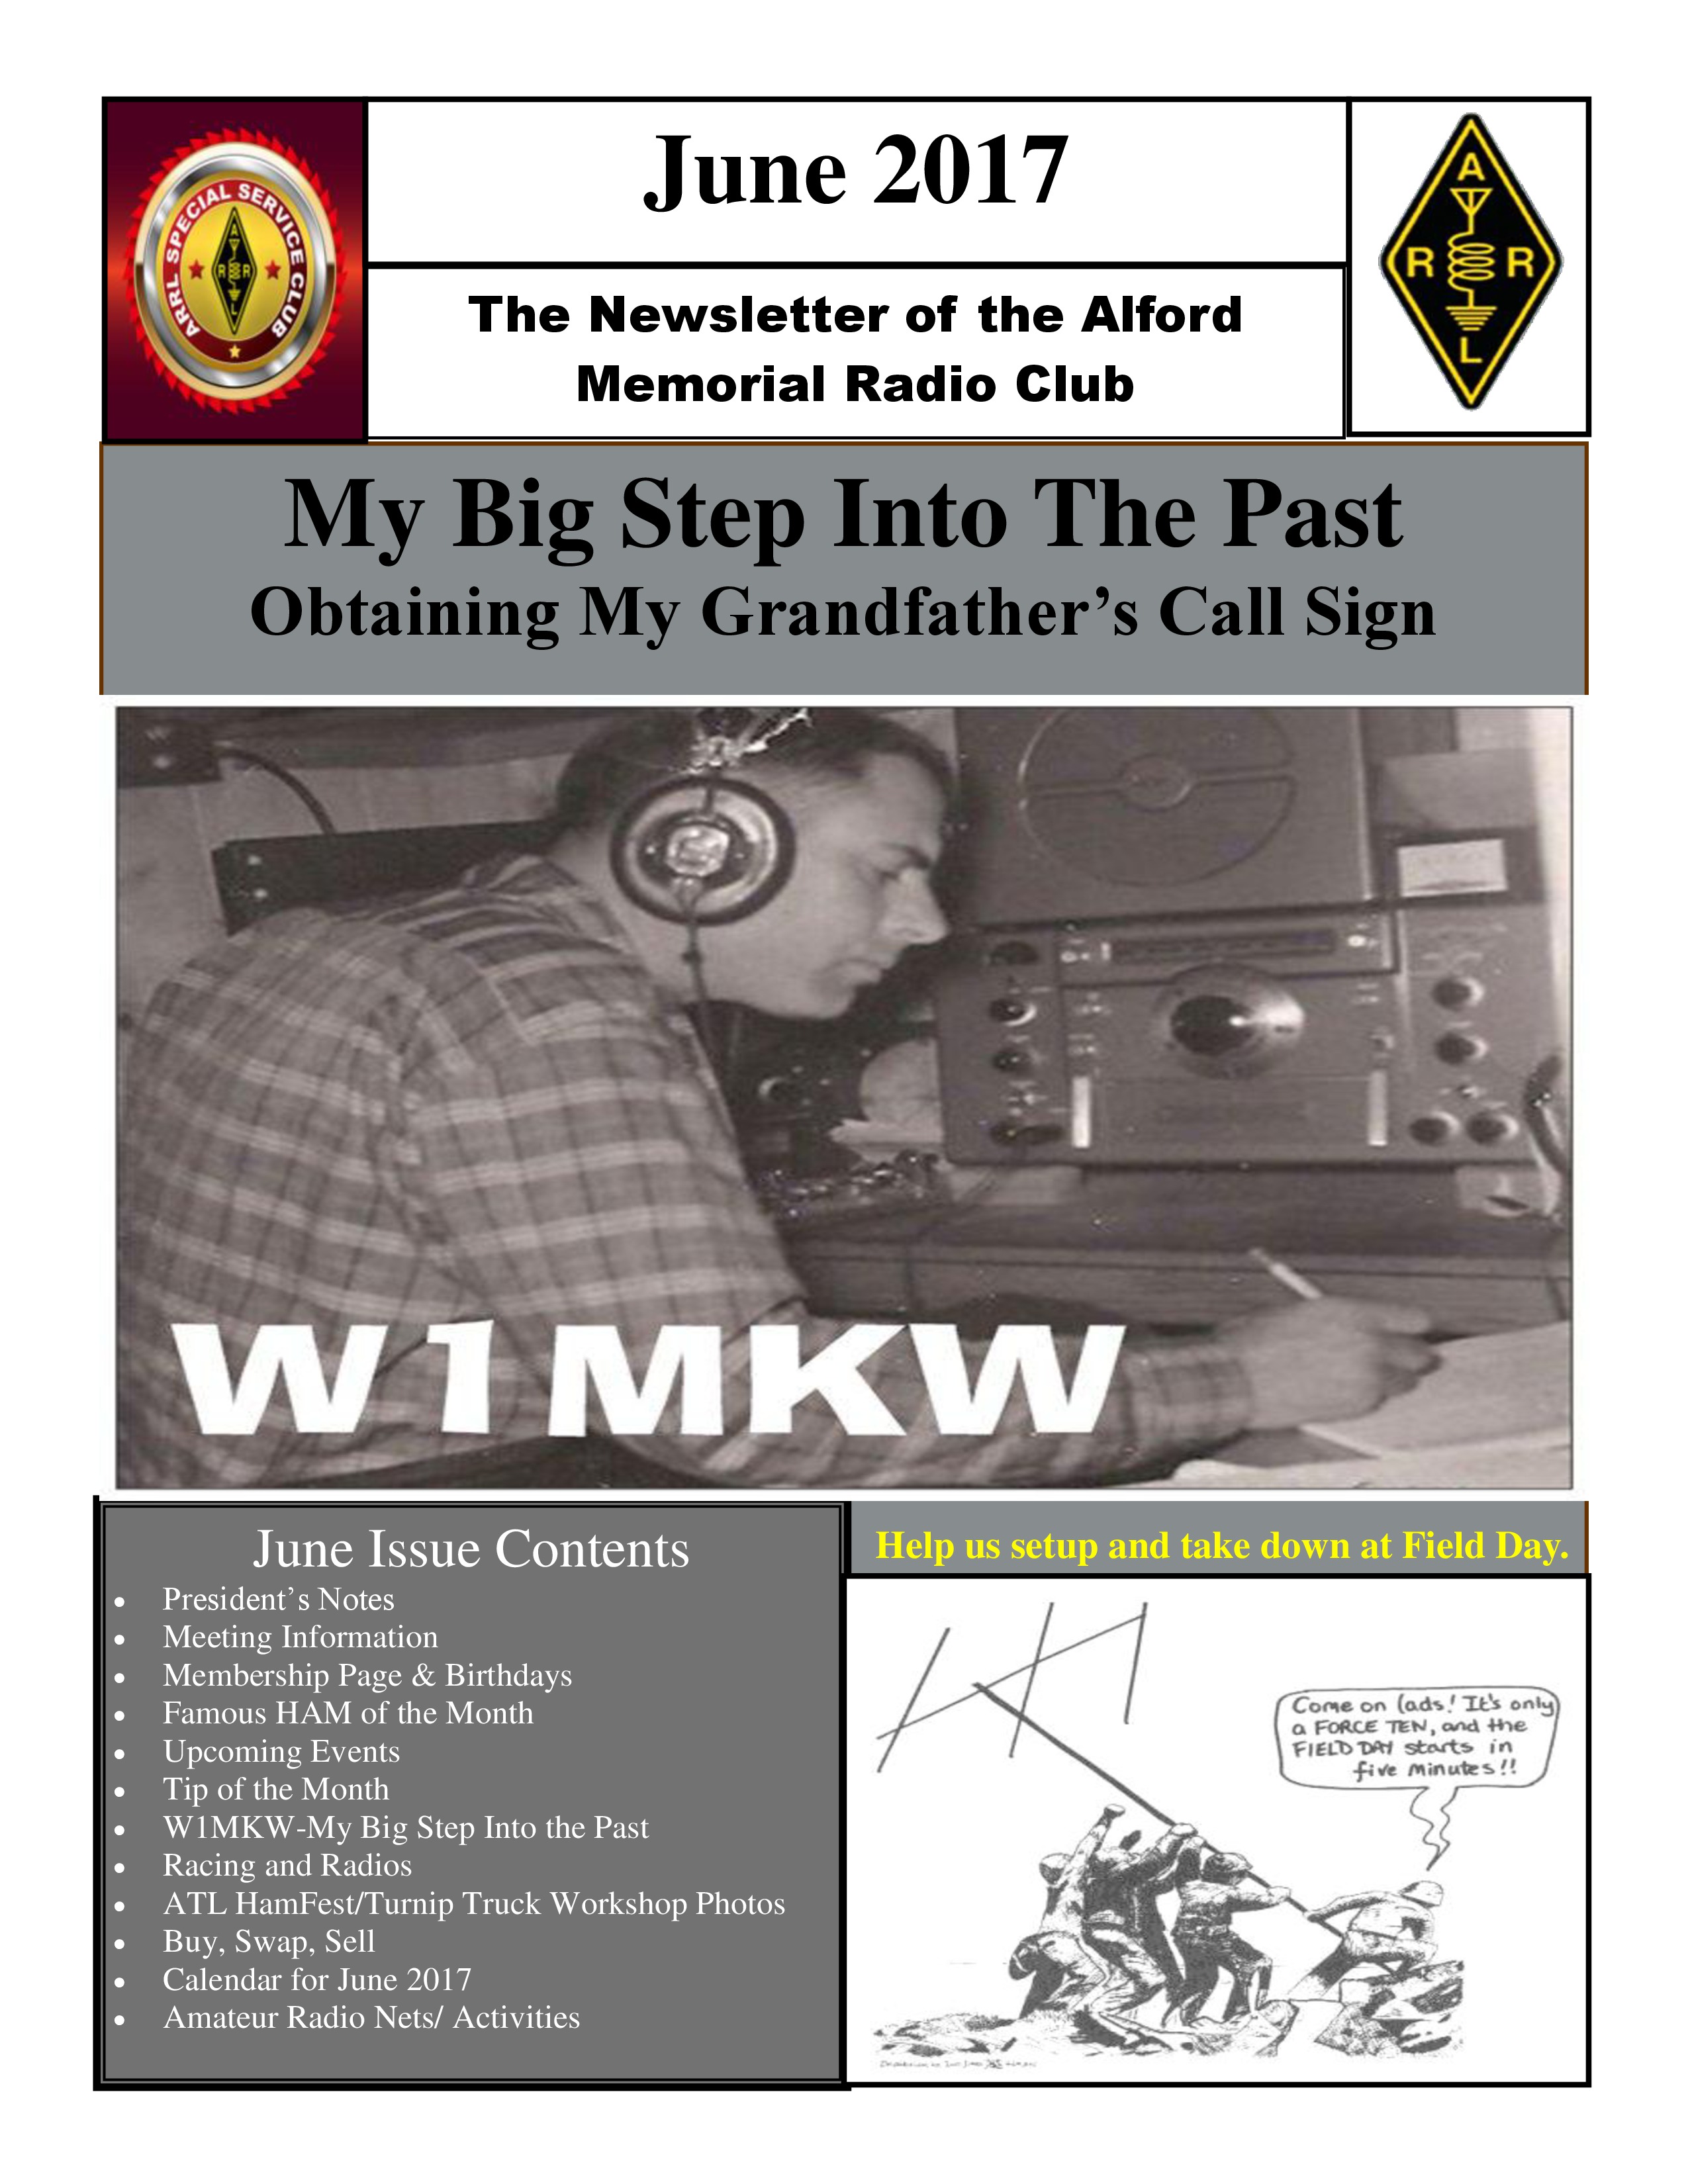 ARRL SPECIAL SERVICE CLUB
A
R R
L
June 2017
The Newsletter of the Alford
Memorial Radio Club
A
R R
L
My Big Step Into The Past
Obtaining My Grandfather's Call Sign
W1MKW
June Issue Contents
• President's Notes
• Meeting Information
• Membership Page & Birthdays
• Famous HAM of the Month
• Upcoming Events
• Tip of the Month
• W1MKW-My Big Step Into the Past
• Racing and Radios
• ATL HamFest/Turnip Truck Workshop Photos
• Buy, Swap, Sell
• Calendar for June 2017
• Amateur Radio Nets/ Activities
Help us setup and take down at Field Day.
Come on lads! It's only
a FORCE TEN, and the
FIELD DAY starts in
five minutes!!